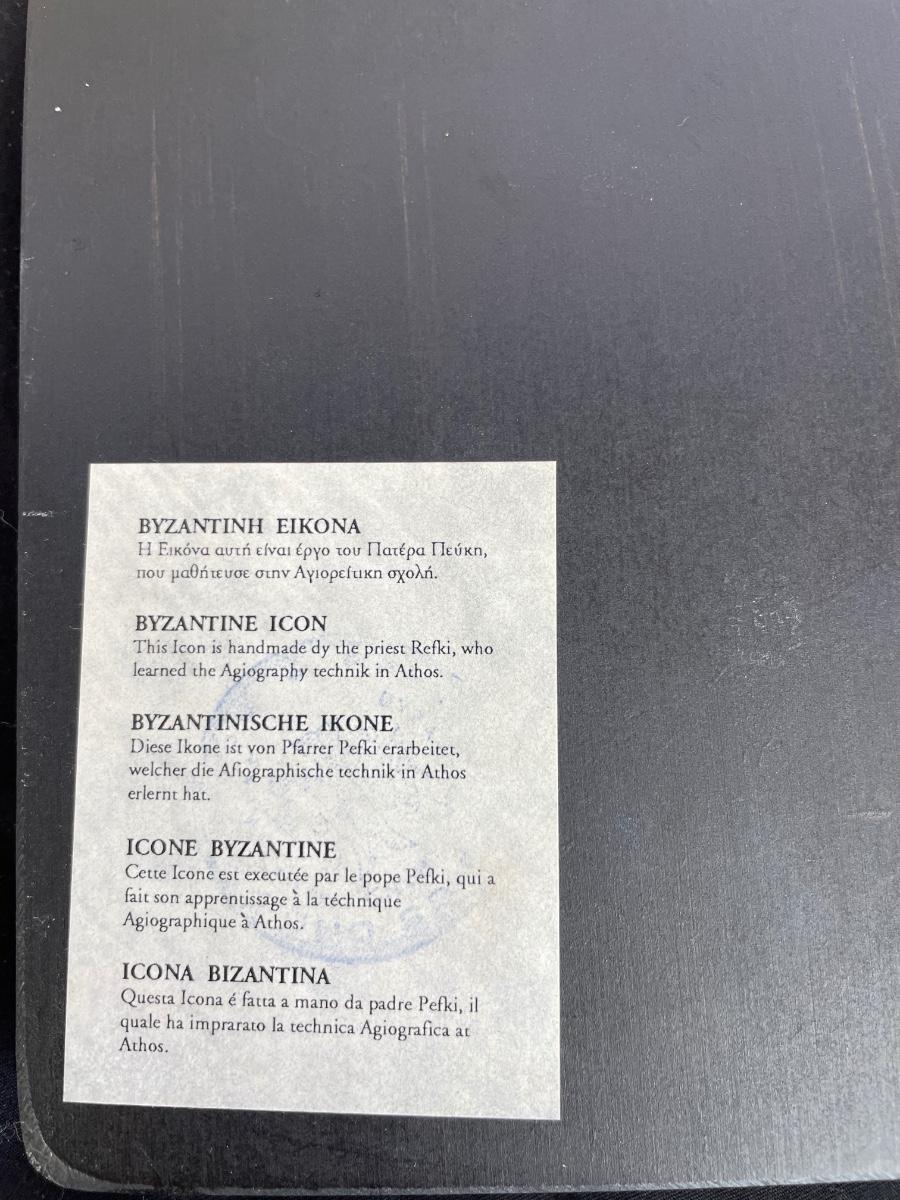 ΒΥΖΑΝΤΙΝΗ ΕΙΚΟΝΑ
Η Εικόνα αυτή είναι έργο του Πατέρα Πεύκη,
που μαθήτευσε στην Αγιορείτικη σχολή.
BYZANTINE ICON
This Icon is handmade dy the priest Refki, who
learned the Agiography technik in Athos.
BYZANTINISCHE IKONE
Diese Ikone ist von Pfarrer Pefki erarbeitet,
welcher die Afiographische technik in Athos
erlernt hat.
ICONE BYZANTINE
Cette Icone est executée par le pope Pefki, qui a
fait son apprentissage à la téchnique
Agiographique à Athos.
ICONA BIZANTINA
Questa Icona é fatta a mano da padre Pefki, il
quale ha imprarato la technica Agiografica at
Athos.